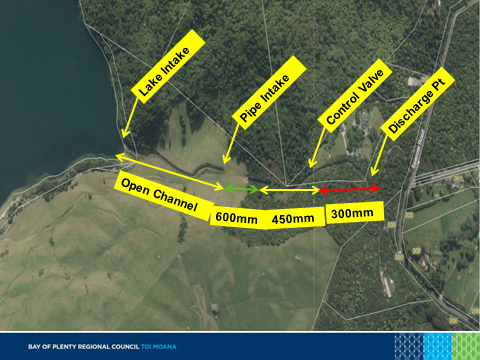 Lake Intake
Pipe Intake
Control Valve
Discharge Pt
Open Channel
600mm
450mm
300mm
BAY OF PLENTY REGIONAL COUNCIL TOI MOANA